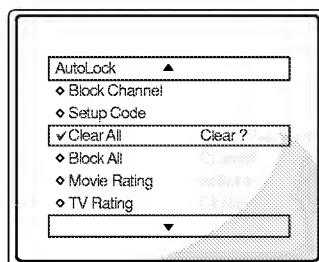 AutoLock ▲
◆ Block Channel
◆ Setup Code
✔ Clear All Clear ?
◆ Block All
◆ Movie Rating
◆ TV Rating
▼